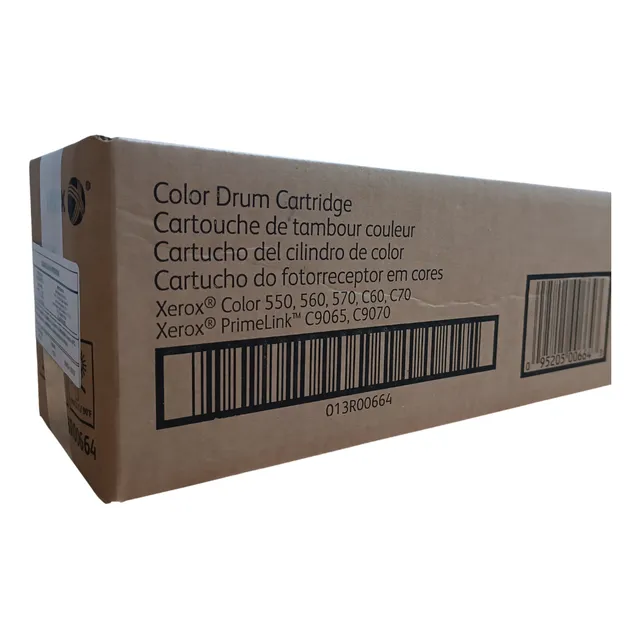 Color Drum Cartridge
Cartouche de tambour couleur
Cartucho del cilindro de color
Cartucho do fotorreceptor em cores
Xerox® Color 550, 560, 570, C60, C70
Xerox® PrimeLink™ C9065, C9070
013R00664
0 95205 00664